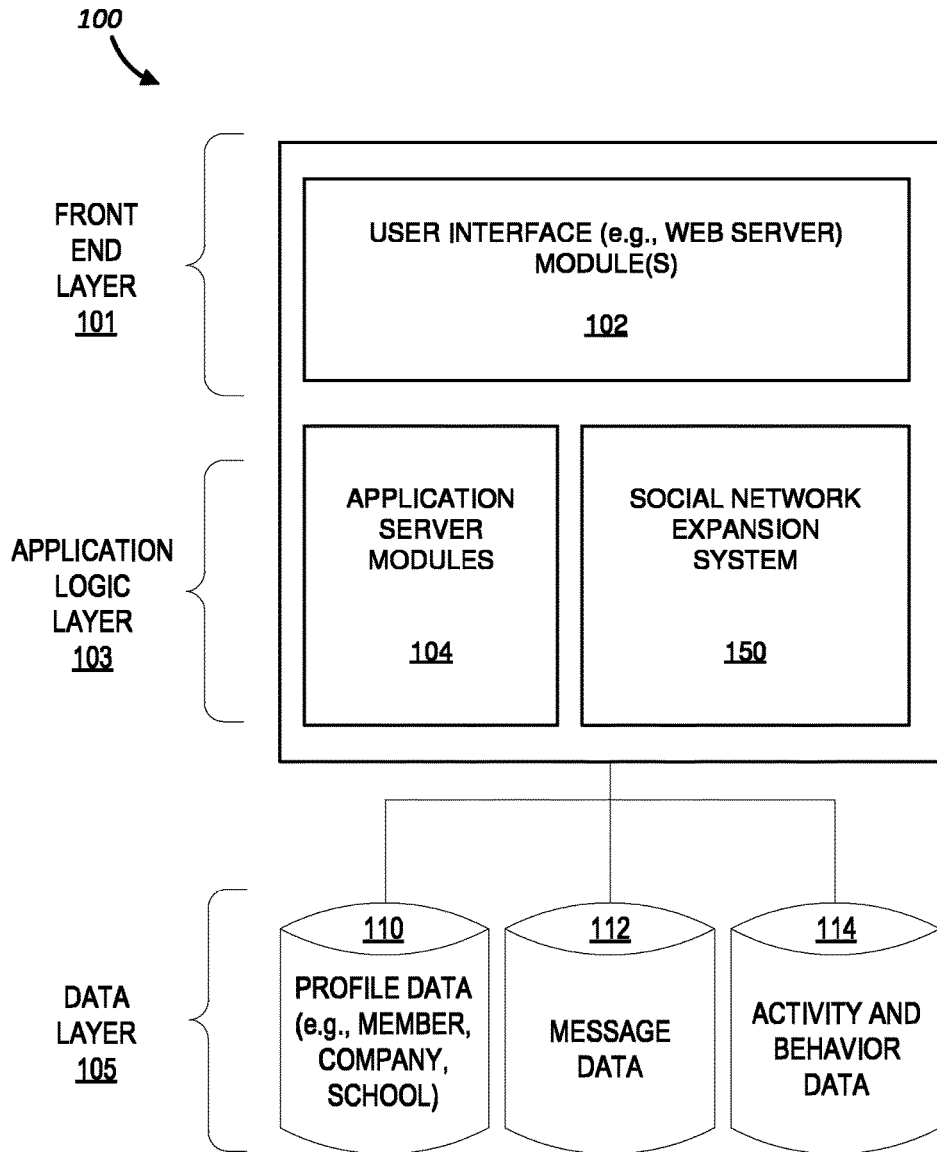 100
FRONT
END
LAYER
101
USER INTERFACE (e.g., WEB SERVER)
MODULE(S)
102
APPLICATION
LOGIC
LAYER
103
APPLICATION
SERVER
MODULES
104
SOCIAL NETWORK
EXPANSION
SYSTEM
150
DATA
LAYER
105
110
PROFILE DATA
(e.g., MEMBER,
COMPANY,
SCHOOL)
112
MESSAGE
DATA
114
ACTIVITY AND
BEHAVIOR
DATA